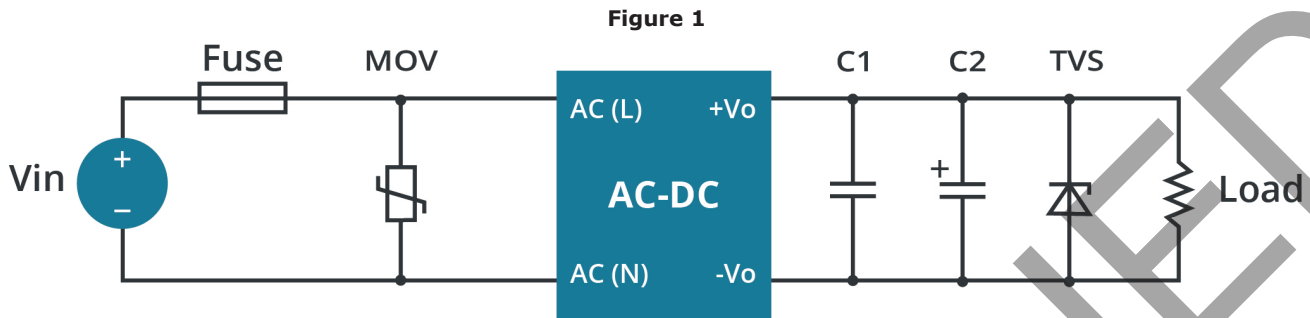 Figure 1
Fuse
MOV
C1
C2
TVS
AC (L)
+Vo
Vin
+
−
AC-DC
+
Load
AC (N)
-Vo